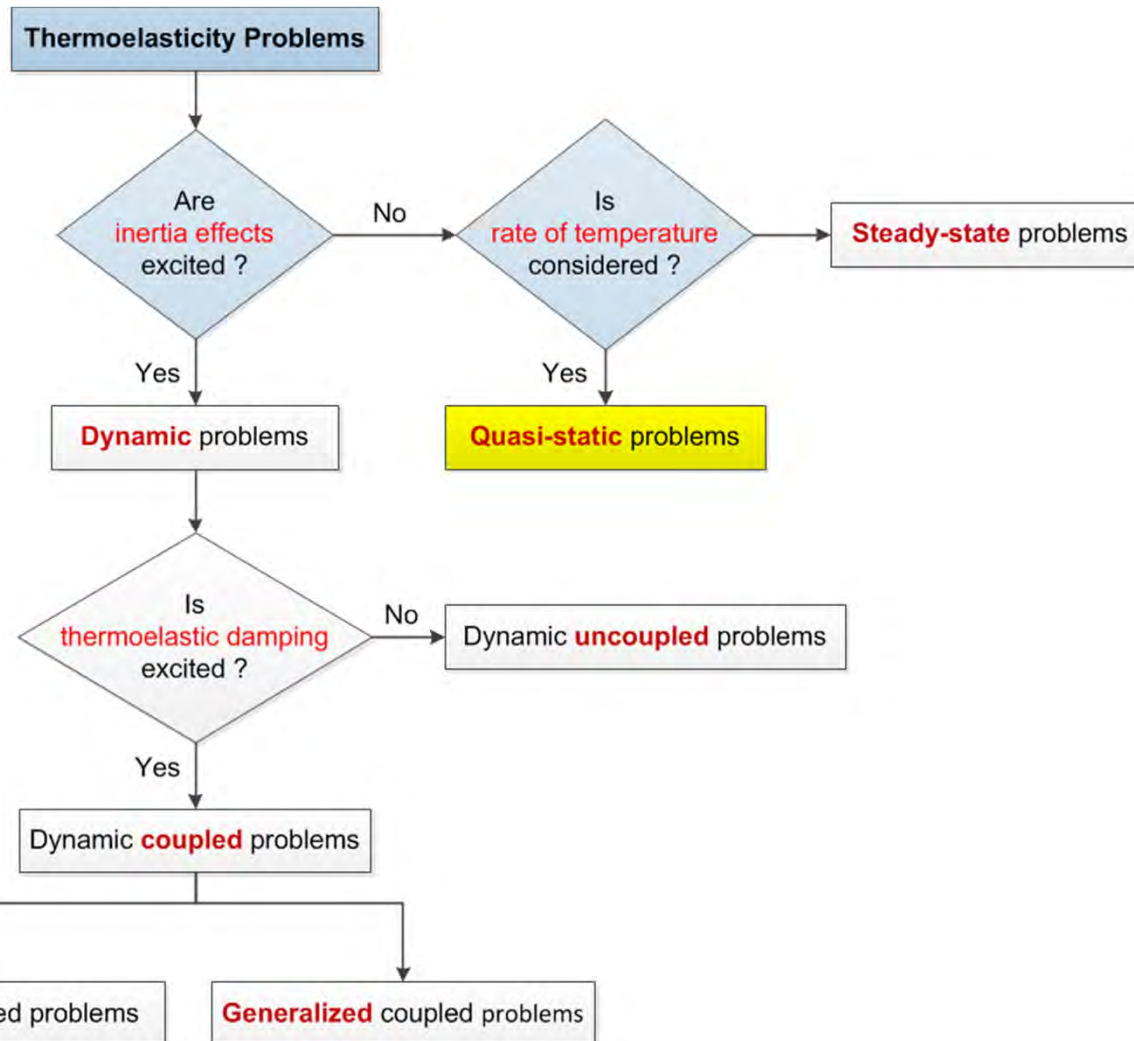 Thermoelasticity Problems
Are
inertia effects
excited ?
No
Is
rate of temperature
considered ?
Steady-state problems
Yes
Yes
Dynamic problems
Quasi-static problems
Is
thermoelastic damping
excited ?
No
Dynamic uncoupled problems
Yes
Dynamic coupled problems
problems
Generalized coupled problems